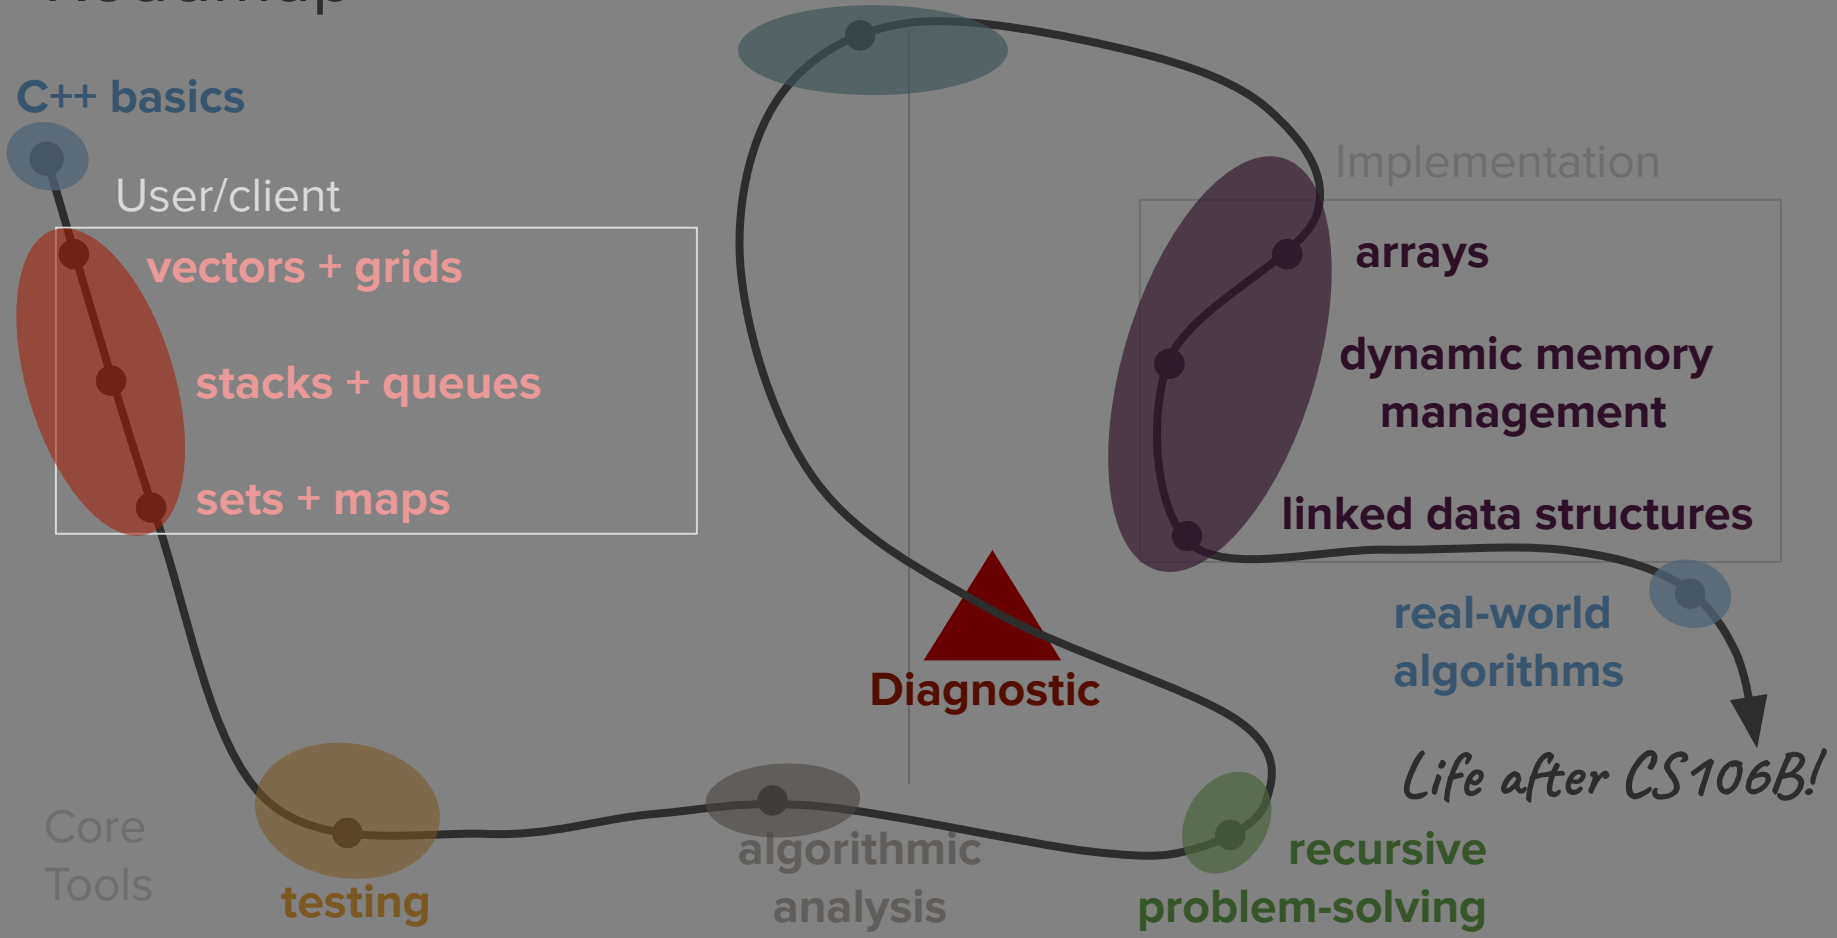 Roadmap
C++ basics
User/client
vectors + grids
stacks + queues
sets + maps
Implementation
arrays
dynamic memory
management
linked data structures
Diagnostic
real-world
algorithms
Life after CS106B!
Core
Tools
testing
algorithmic
analysis
recursive
problem-solving